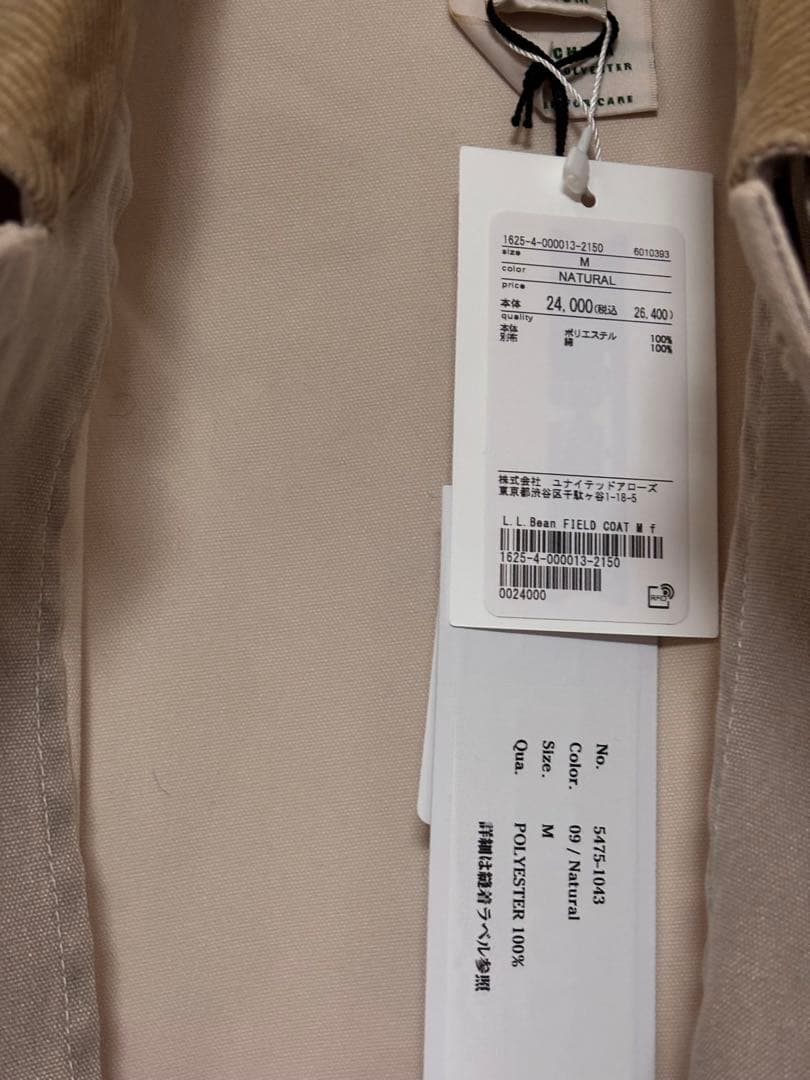 POLYESTER
CARE
1625-4-000013-2150 6010393
size M
color NATURAL
price
本体 24,000(税込 26,400)
quality
本体 ポリエステル 100%
別布 綿 100%
株式会社 ユナイテッドアローズ
東京都渋谷区千駄ヶ谷1-18-5
L.L.Bean FIELD COAT M f
1625-4-000013-2150
0024000
RFID
No. 5475-1043
Color. 09 / Natural
Size. M
Qua. POLYESTER 100%
詳細は縫着ラベル参照